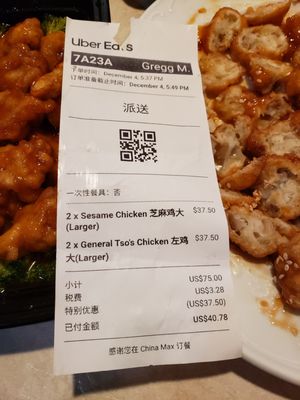 Uber Eats
7A23A Gregg M.
下单时间：December 4, 5:37 PM
订单准备截止时间：December 4, 5:49 PM
派送
一次性餐具：否
2 x Sesame Chicken 芝麻鸡大 $37.50
(Larger)
2 x General Tso's Chicken 左鸡 $37.50
大(Larger)
小计 US$75.00
税费 US$3.28
特别优惠 (US$37.50)
已付金额 US$40.78
感谢您在 China Max 订餐